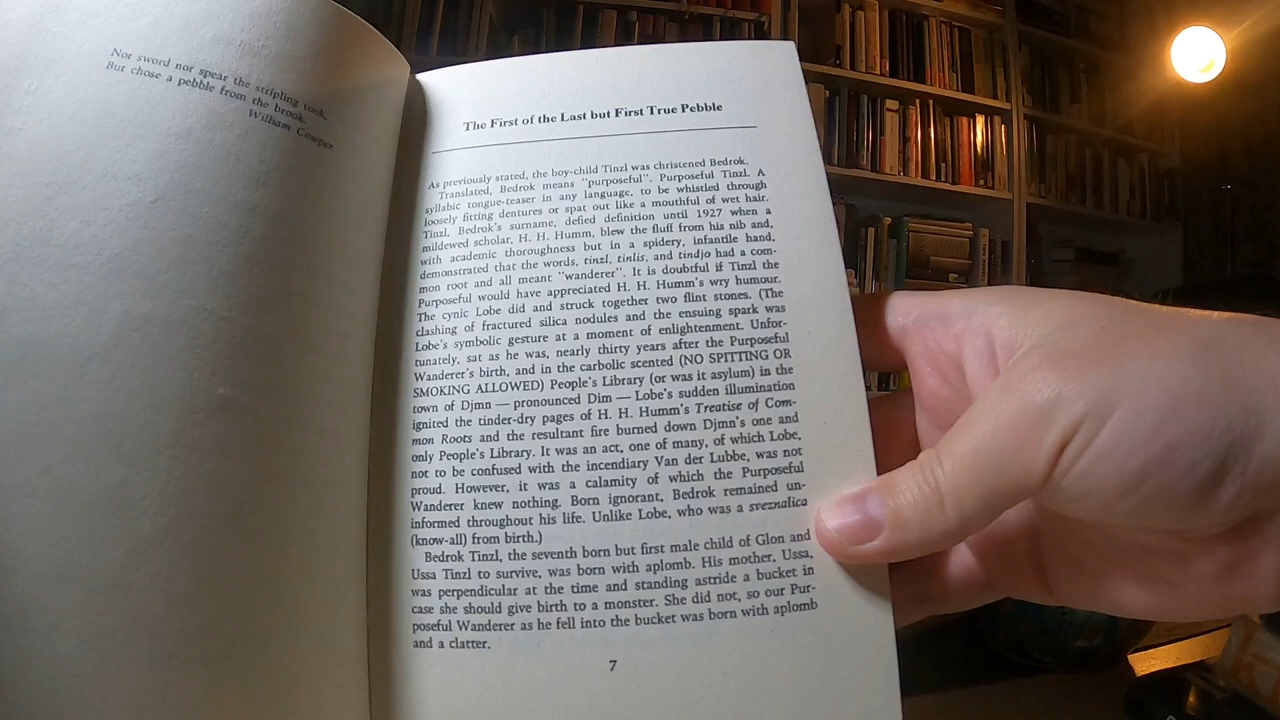 Nor sword nor spear the stripling took,
But chose a pebble from the brook.
William Cowper
The First of the Last but First True Pebble
As previously stated, the boy-child Tinzl was christened Bedrok.
Translated, Bedrok means "purposeful". Purposeful Tinzl. A
syllabic tongue-teaser in any language, to be whistled through
loosely fitting dentures or spat out like a mouthful of wet hair.
Tinzl, Bedrok's surname, defied definition until 1927 when a
mildewed scholar, H. H. Humm, blew the fluff from his nib and,
with academic thoroughness but in a spidery, infantile hand,
demonstrated that the words, tinzl, tinlis, and tindjo had a com-
mon root and all meant "wanderer". It is doubtful if Tinzl the
Purposeful would have appreciated H. H. Humm's wry humour.
The cynic Lobe did and struck together two flint stones. (The
clashing of fractured silica nodules and the ensuing spark was
Lobe's symbolic gesture at a moment of enlightenment. Unfor-
tunately, sat as he was, nearly thirty years after the Purposeful
Wanderer's birth, and in the carbolic scented (NO SPITTING OR
SMOKING ALLOWED) People's Library (or was it asylum) in the
town of Djmn — pronounced Dim — Lobe's sudden illumination
ignited the tinder-dry pages of H. H. Humm's Treatise of Com-
mon Roots and the resultant fire burned down Djmn's one and
only People's Library. It was an act, one of many, of which Lobe,
not to be confused with the incendiary Van der Lubbe, was not
proud. However, it was a calamity of which the Purposeful
Wanderer knew nothing. Born ignorant, Bedrok remained un-
informed throughout his life. Unlike Lobe, who was a sveznalica
(know-all) from birth.)
Bedrok Tinzl, the seventh born but first male child of Glon and
Ussa Tinzl to survive, was born with aplomb. His mother, Ussa,
was perpendicular at the time and standing astride a bucket in
case she should give birth to a monster. She did not, so our Pur-
poseful Wanderer as he fell into the bucket was born with aplomb
and a clatter.
7